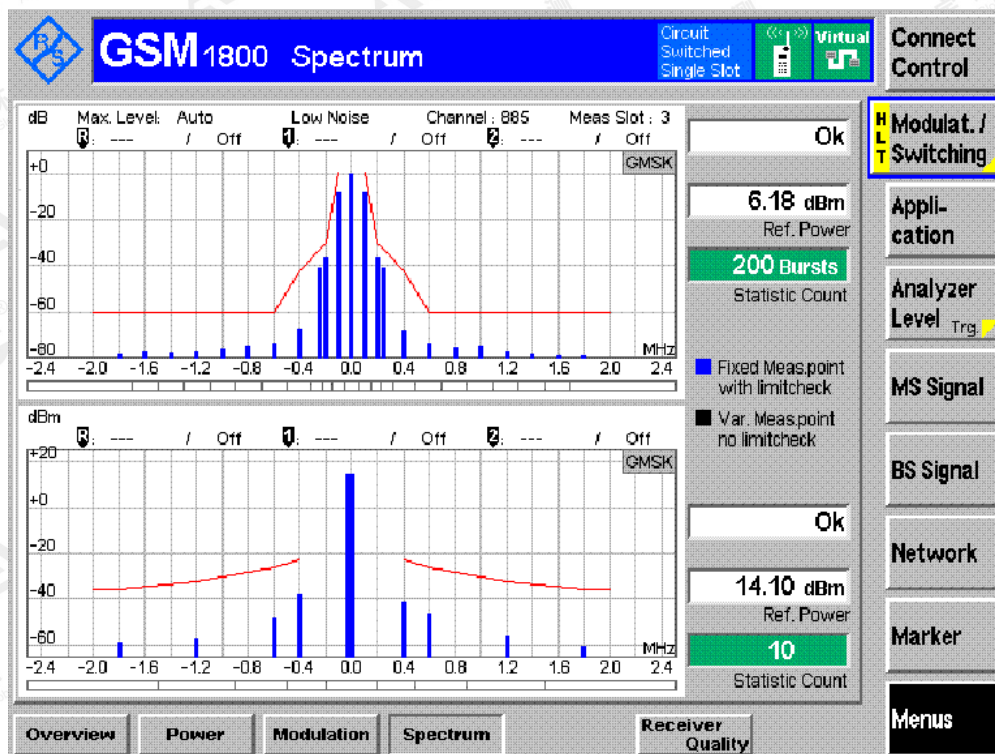 R/S
GSM 1800 Spectrum
Circuit
Switched
Single Slot
Virtual
Connect
Control
dB Max. Level: Auto Low Noise Channel : 885 Meas Slot : 3
R: --- / Off 1: --- / Off 2: --- / Off
GMSK
+0
-20
-40
-60
-80
MHz
-2.4 -2.0 -1.6 -1.2 -0.8 -0.4 0.0 0.4 0.8 1.2 1.6 2.0 2.4
Ok
6.18 dBm
Ref. Power
200 Bursts
Statistic Count
Fixed Meas.point
with limitcheck
Var. Meas.point
no limitcheck
dBm
R: --- / Off 1: --- / Off 2: --- / Off
GMSK
+20
+0
-20
-40
-60
MHz
-2.4 -2.0 -1.6 -1.2 -0.8 -0.4 0.0 0.4 0.8 1.2 1.6 2.0 2.4
Ok
14.10 dBm
Ref. Power
10
Statistic Count
H
L
T
Modulat. /
Switching
Appli-
cation
Analyzer
Level Trg.
MS Signal
BS Signal
Network
Marker
Menus
Overview
Power
Modulation
Spectrum
Receiver
Quality